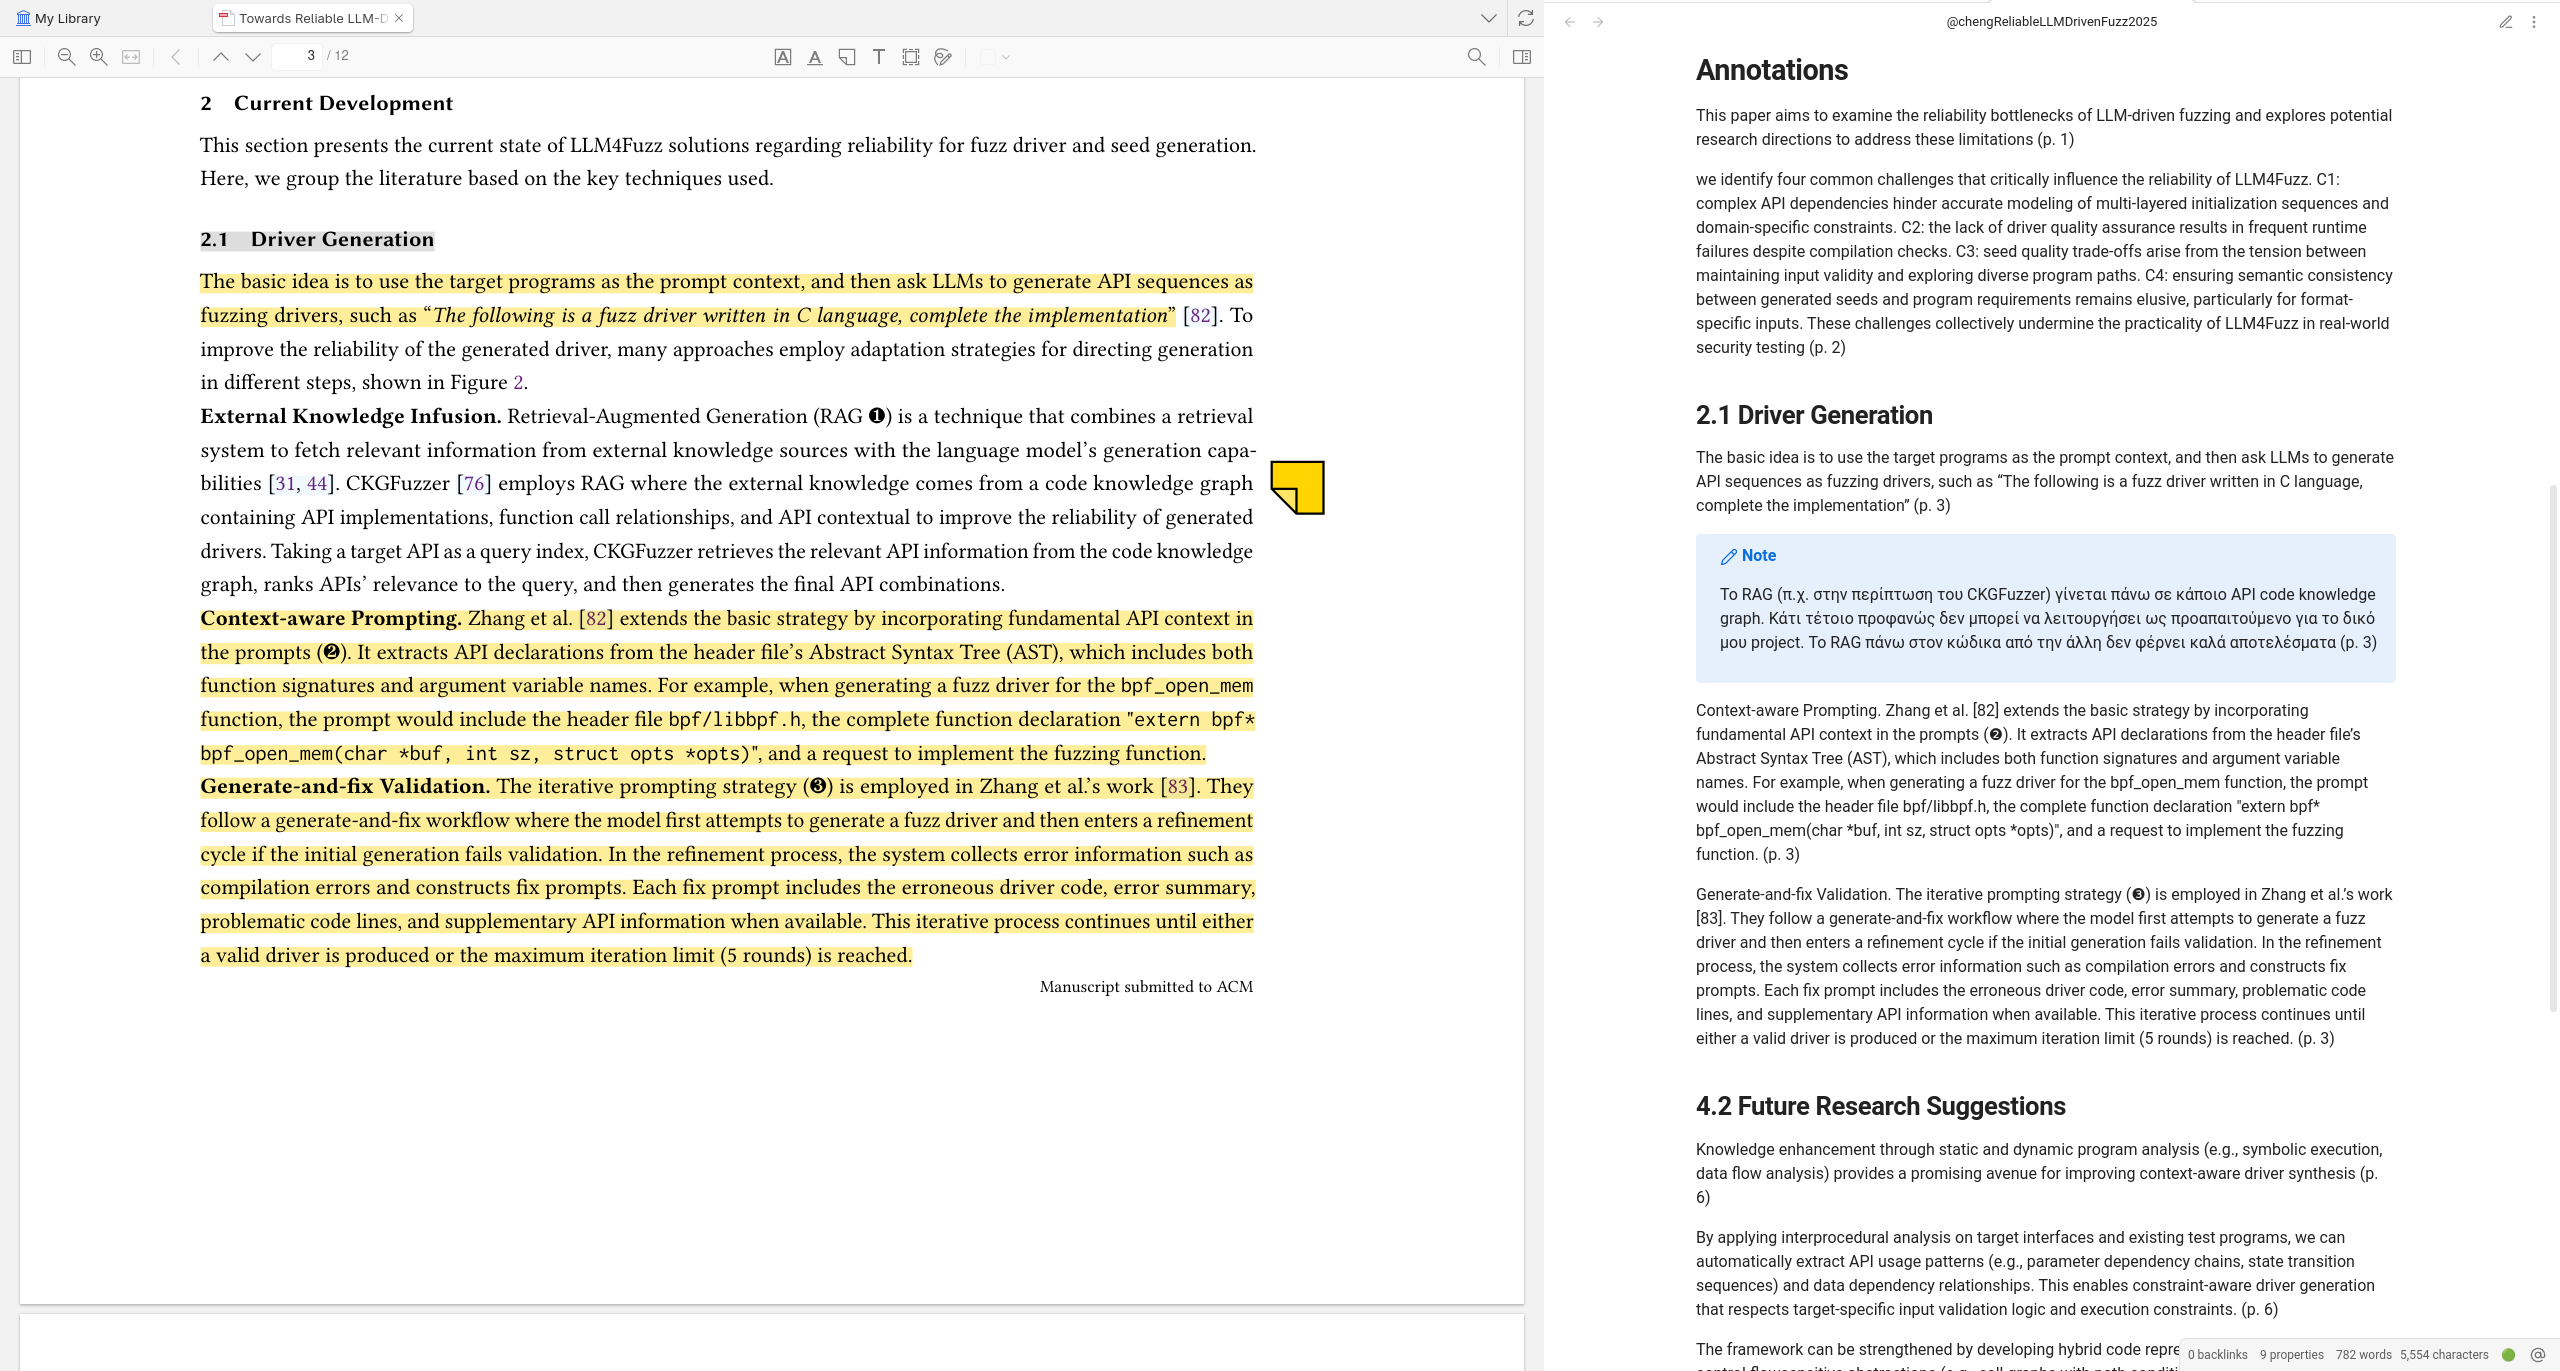 My Library
Towards Reliable LLM-D
3 / 12
2 Current Development
This section presents the current state of LLM4Fuzz solutions regarding reliability for fuzz driver and seed generation.
Here, we group the literature based on the key techniques used.
2.1 Driver Generation
The basic idea is to use the target programs as the prompt context, and then ask LLMs to generate API sequences as
fuzzing drivers, such as “The following is a fuzz driver written in C language, complete the implementation” [82]. To
improve the reliability of the generated driver, many approaches employ adaptation strategies for directing generation
in different steps, shown in Figure 2.
External Knowledge Infusion. Retrieval-Augmented Generation (RAG ❶) is a technique that combines a retrieval
system to fetch relevant information from external knowledge sources with the language model’s generation capa-
bilities [31, 44]. CKGFuzzer [76] employs RAG where the external knowledge comes from a code knowledge graph
containing API implementations, function call relationships, and API contextual to improve the reliability of generated
drivers. Taking a target API as a query index, CKGFuzzer retrieves the relevant API information from the code knowledge
graph, ranks APIs’ relevance to the query, and then generates the final API combinations.
Context-aware Prompting. Zhang et al. [82] extends the basic strategy by incorporating fundamental API context in
the prompts (❷). It extracts API declarations from the header file’s Abstract Syntax Tree (AST), which includes both
function signatures and argument variable names. For example, when generating a fuzz driver for the bpf_open_mem
function, the prompt would include the header file bpf/libbpf.h, the complete function declaration "extern bpf*
bpf_open_mem(char *buf, int sz, struct opts *opts)", and a request to implement the fuzzing function.
Generate-and-fix Validation. The iterative prompting strategy (❸) is employed in Zhang et al.’s work [83]. They
follow a generate-and-fix workflow where the model first attempts to generate a fuzz driver and then enters a refinement
cycle if the initial generation fails validation. In the refinement process, the system collects error information such as
compilation errors and constructs fix prompts. Each fix prompt includes the erroneous driver code, error summary,
problematic code lines, and supplementary API information when available. This iterative process continues until either
a valid driver is produced or the maximum iteration limit (5 rounds) is reached.
Manuscript submitted to ACM
@chengReliableLLMDrivenFuzz2025
Annotations
This paper aims to examine the reliability bottlenecks of LLM-driven fuzzing and explores potential
research directions to address these limitations (p. 1)
we identify four common challenges that critically influence the reliability of LLM4Fuzz. C1:
complex API dependencies hinder accurate modeling of multi-layered initialization sequences and
domain-specific constraints. C2: the lack of driver quality assurance results in frequent runtime
failures despite compilation checks. C3: seed quality trade-offs arise from the tension between
maintaining input validity and exploring diverse program paths. C4: ensuring semantic consistency
between generated seeds and program requirements remains elusive, particularly for format-
specific inputs. These challenges collectively undermine the practicality of LLM4Fuzz in real-world
security testing (p. 2)
2.1 Driver Generation
The basic idea is to use the target programs as the prompt context, and then ask LLMs to generate
API sequences as fuzzing drivers, such as “The following is a fuzz driver written in C language,
complete the implementation” (p. 3)
Note
Το RAG (π.χ. στην περίπτωση του CKGFuzzer) γίνεται πάνω σε κάποιο API code knowledge
graph. Κάτι τέτοιο προφανώς δεν μπορεί να λειτουργήσει ως προαπαιτούμενο για το δικό
μου project. Το RAG πάνω στον κώδικα από την άλλη δεν φέρνει καλά αποτελέσματα (p. 3)
Context-aware Prompting. Zhang et al. [82] extends the basic strategy by incorporating
fundamental API context in the prompts (❷). It extracts API declarations from the header file’s
Abstract Syntax Tree (AST), which includes both function signatures and argument variable
names. For example, when generating a fuzz driver for the bpf_open_mem function, the prompt
would include the header file bpf/libbpf.h, the complete function declaration "extern bpf*
bpf_open_mem(char *buf, int sz, struct opts *opts)", and a request to implement the fuzzing
function. (p. 3)
Generate-and-fix Validation. The iterative prompting strategy (❸) is employed in Zhang et al.’s work
[83]. They follow a generate-and-fix workflow where the model first attempts to generate a fuzz
driver and then enters a refinement cycle if the initial generation fails validation. In the refinement
process, the system collects error information such as compilation errors and constructs fix
prompts. Each fix prompt includes the erroneous driver code, error summary, problematic code
lines, and supplementary API information when available. This iterative process continues until
either a valid driver is produced or the maximum iteration limit (5 rounds) is reached. (p. 3)
4.2 Future Research Suggestions
Knowledge enhancement through static and dynamic program analysis (e.g., symbolic execution,
data flow analysis) provides a promising avenue for improving context-aware driver synthesis (p.
6)
By applying interprocedural analysis on target interfaces and existing test programs, we can
automatically extract API usage patterns (e.g., parameter dependency chains, state transition
sequences) and data dependency relationships. This enables constraint-aware driver generation
that respects target-specific input validation logic and execution constraints. (p. 6)
The framework can be strengthened by developing hybrid code repre
0 backlinks 9 properties 782 words 5,554 characters